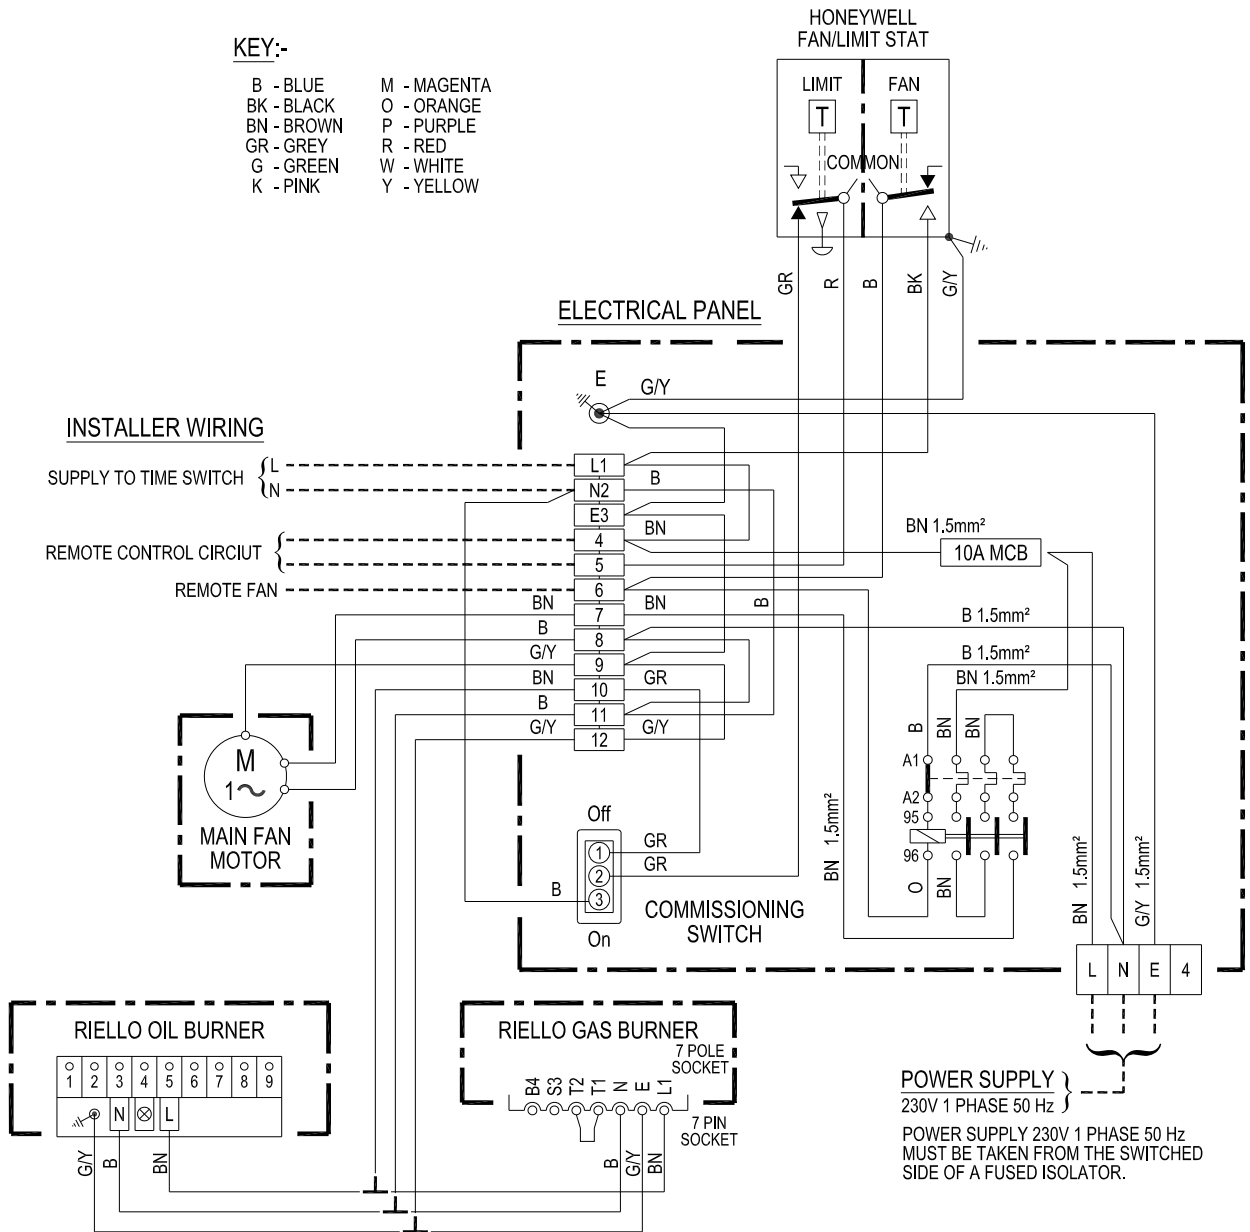 HONEYWELL
FAN/LIMIT STAT
KEY:-
B - BLUE
BK - BLACK
BN - BROWN
GR - GREY
G - GREEN
K - PINK
M - MAGENTA
O - ORANGE
P - PURPLE
R - RED
W - WHITE
Y - YELLOW
LIMIT
FAN
T
T
COMMON
GR
R
B
BK
G/Y
ELECTRICAL PANEL
E
G/Y
INSTALLER WIRING
SUPPLY TO TIME SWITCH
L
N
REMOTE CONTROL CIRCIUT
REMOTE FAN
L1
N2
E3
4
5
6
7
8
9
10
11
12
B
BN
BN
B
G/Y
BN
B
G/Y
BN
GR
G/Y
B
BN 1.5mm²
10A MCB
B 1.5mm²
B 1.5mm²
BN 1.5mm²
B
BN
BN
A1
A2
95
96
O
BN
BN 1.5mm²
BN 1.5mm²
G/Y 1.5mm²
M
1
MAIN FAN
MOTOR
Off
1
2
3
On
GR
GR
B
COMMISSIONING
SWITCH
L
N
E
4
RIELLO OIL BURNER
1
2
3
4
5
6
7
8
9
N
L
G/Y
B
BN
RIELLO GAS BURNER
7 POLE
SOCKET
B4
S3
T2
T1
N
E
L1
7 PIN
SOCKET
B
G/Y
BN
POWER SUPPLY
230V 1 PHASE 50 Hz
POWER SUPPLY 230V 1 PHASE 50 Hz
MUST BE TAKEN FROM THE SWITCHED
SIDE OF A FUSED ISOLATOR.